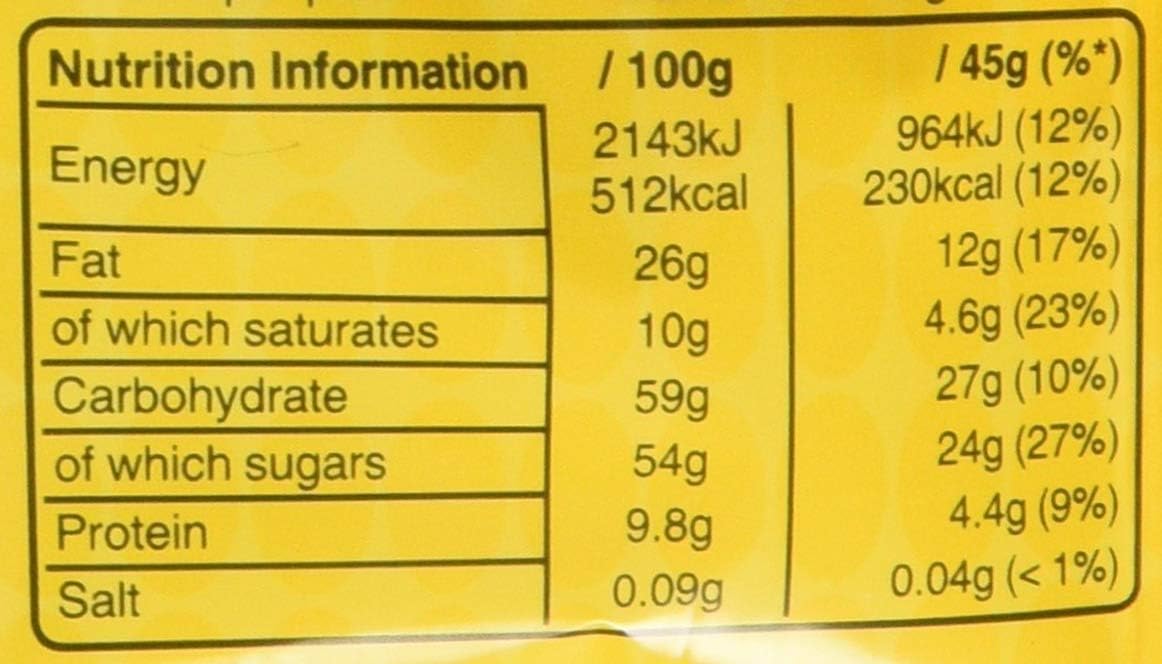 Nutrition Information / 100g / 45g (%*)
Energy 2143kJ 964kJ (12%)
512kcal 230kcal (12%)
Fat 26g 12g (17%)
of which saturates 10g 4.6g (23%)
Carbohydrate 59g 27g (10%)
of which sugars 54g 24g (27%)
Protein 9.8g 4.4g (9%)
Salt 0.09g 0.04g (< 1%)